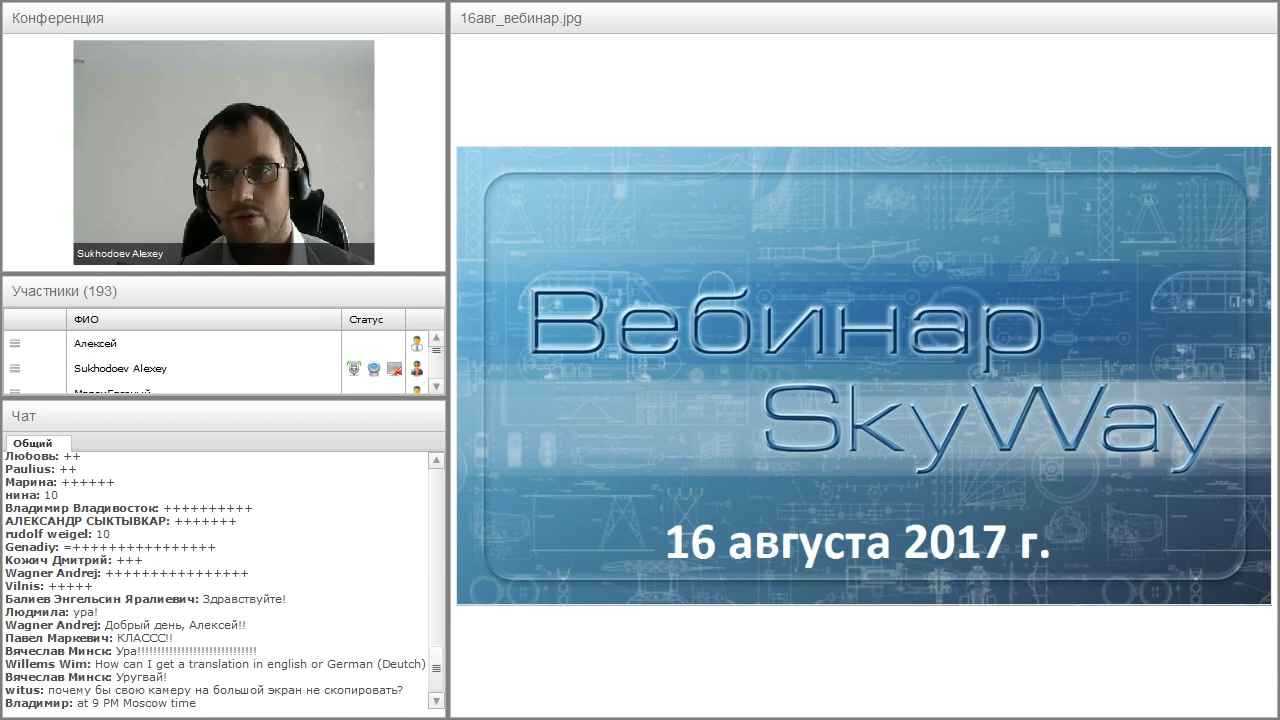 Конференция
Sukhodoev Alexey
Участники (193)
ФИО
Статус
Алексей
Sukhodoev Alexey
Чат
Общий
Любовь: ++
Paulius: ++
Марина: ++++++
нина: 10
Владимир Владивосток: ++++++++++
АЛЕКСАНДР СЫКТЫВКАР: +++++++
rudolf weigel: 10
Genadiy: =++++++++++++++++
Кожич Дмитрий: +++
Wagner Andrej: ++++++++++++++++
Vilnis: +++++
Балиев Энгельсин Яралиевич: Здравствуйте!
Людмила: ура!
Wagner Andrej: Добрый день, Алексей!!
Павел Маркевич: КЛАССС!!
Вячеслав Минск: Ура!!!!!!!!!!!!!!!!!!!!!!!!!!!!!!
Willems Wim: How can I get a translation in english or German (Deutch)
Вячеслав Минск: Уругвай!
witus: почему бы свою камеру на большой экран не скопировать?
Владимир: at 9 PM Moscow time
16авг_вебинар.jpg
Вебинар
SkyWay
16 августа 2017 г.